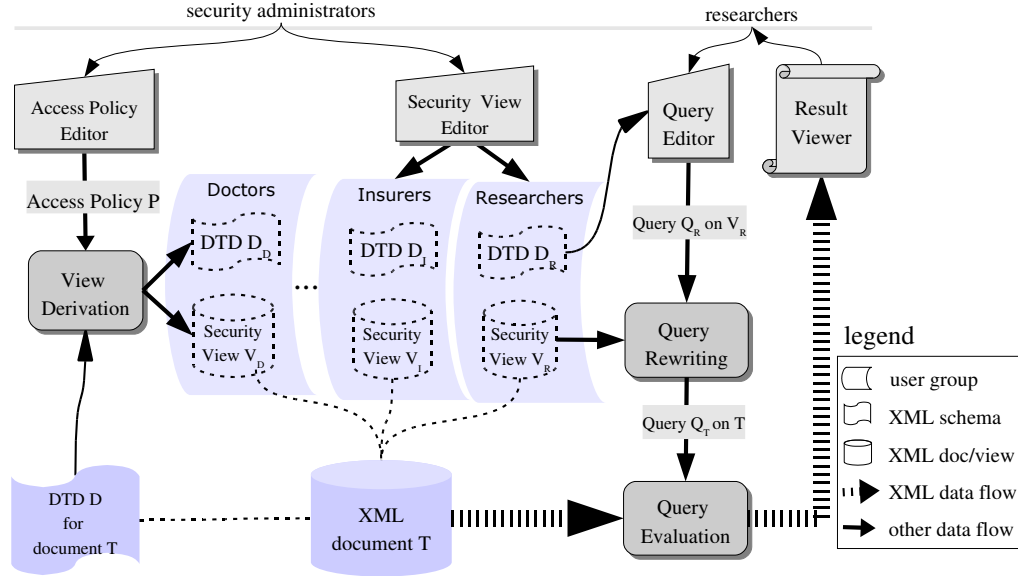 security administrators
researchers
Access Policy
Editor
Security View
Editor
Query
Editor
Result
Viewer
Access Policy P
Doctors
Insurers
Researchers
DTD D_D
DTD D_I
DTD D_R
Query Q_R on V_R
View
Derivation
...
Security
View V_D
Security
View V_I
Security
View V_R
Query
Rewriting
Query Q_T on T
DTD D
for
document T
XML
document T
Query
Evaluation
legend
user group
XML schema
XML doc/view
XML data flow
other data flow